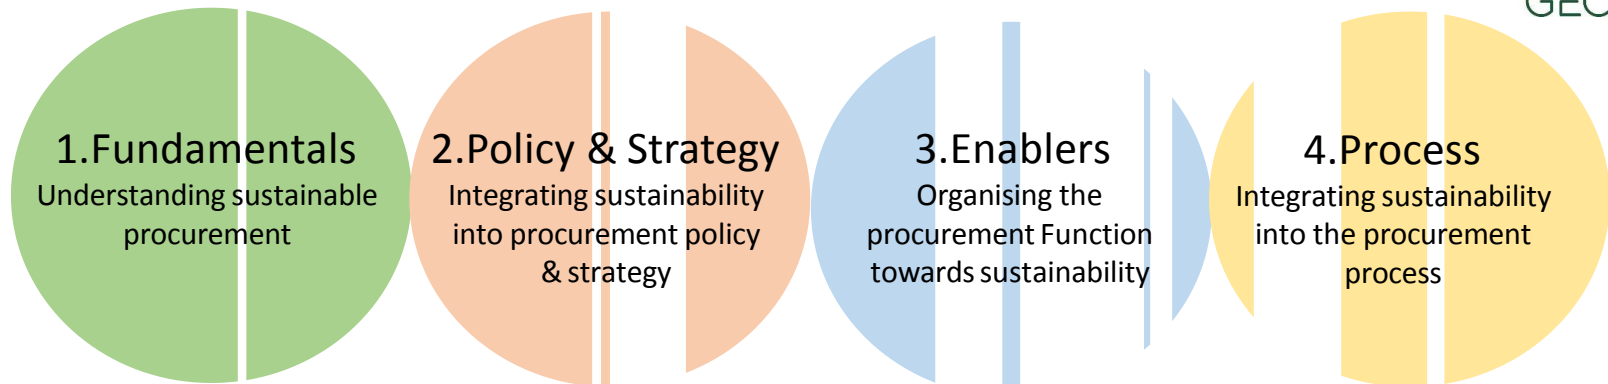 GEO
1.Fundamentals
Understanding sustainable
procurement
2.Policy & Strategy
Integrating sustainability
into procurement policy
& strategy
3.Enablers
Organising the
procurement Function
towards sustainability
4.Process
Integrating sustainability
into the procurement
process